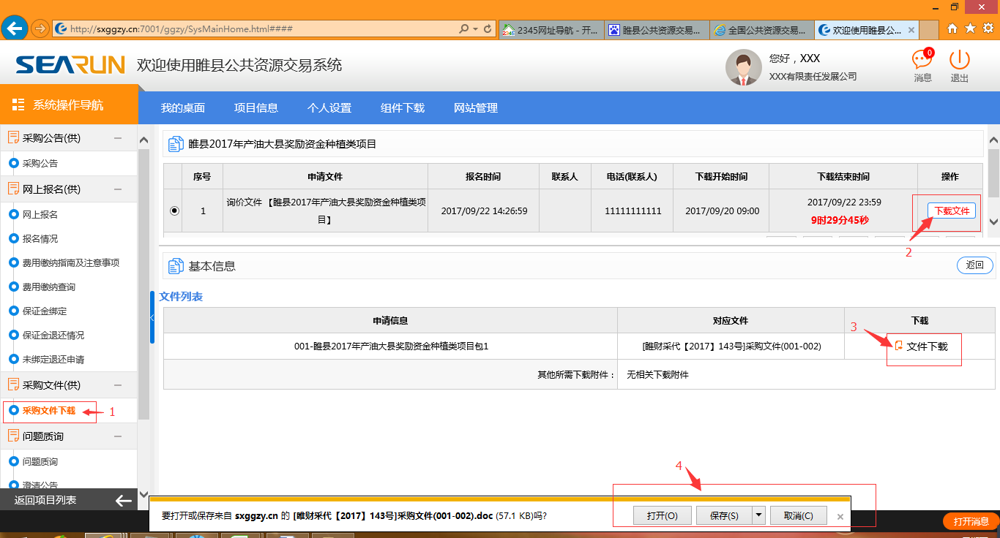 http://sxggzy.cn:7001/ggzy/SysMainHome.html####
2345网址导航 - 开...
睢县公共资源交易...
全国公共资源交易...
欢迎使用睢县公...
SEARUN
欢迎使用睢县公共资源交易系统
您好，XXX
XXX有限责任发展公司
0
消息
退出
系统操作导航
我的桌面
项目信息
个人设置
组件下载
网站管理
采购公告(供)
采购公告
网上报名(供)
网上报名
报名情况
费用缴纳指南及注意事项
费用缴纳查询
保证金绑定
保证金退还情况
未绑定退还申请
采购文件(供)
采购文件下载
1
问题质询
问题质询
澄清公告
返回项目列表
睢县2017年产油大县奖励资金种植类项目
序号 申请文件 报名时间 联系人 电话(联系人) 下载开始时间 下载结束时间 操作
1 询价文件 【睢县2017年产油大县奖励资金种植类项目】 2017/09/22 14:26:59 11111111111 2017/09/20 09:00 2017/09/22 23:59
9时29分45秒
下载文件
2
基本信息
返回
文件列表
申请信息 对应文件 下载
001-睢县2017年产油大县奖励资金种植类项目包1 [睢财采代【2017】143号]采购文件(001-002) 文件下载
3
其他所需下载附件： 无相关下载附件
4
要打开或保存来自 sxggzy.cn 的 [睢财采代【2017】143号]采购文件(001-002).doc (57.1 KB)吗?
打开(O)
保存(S)
取消(C)
打开消息